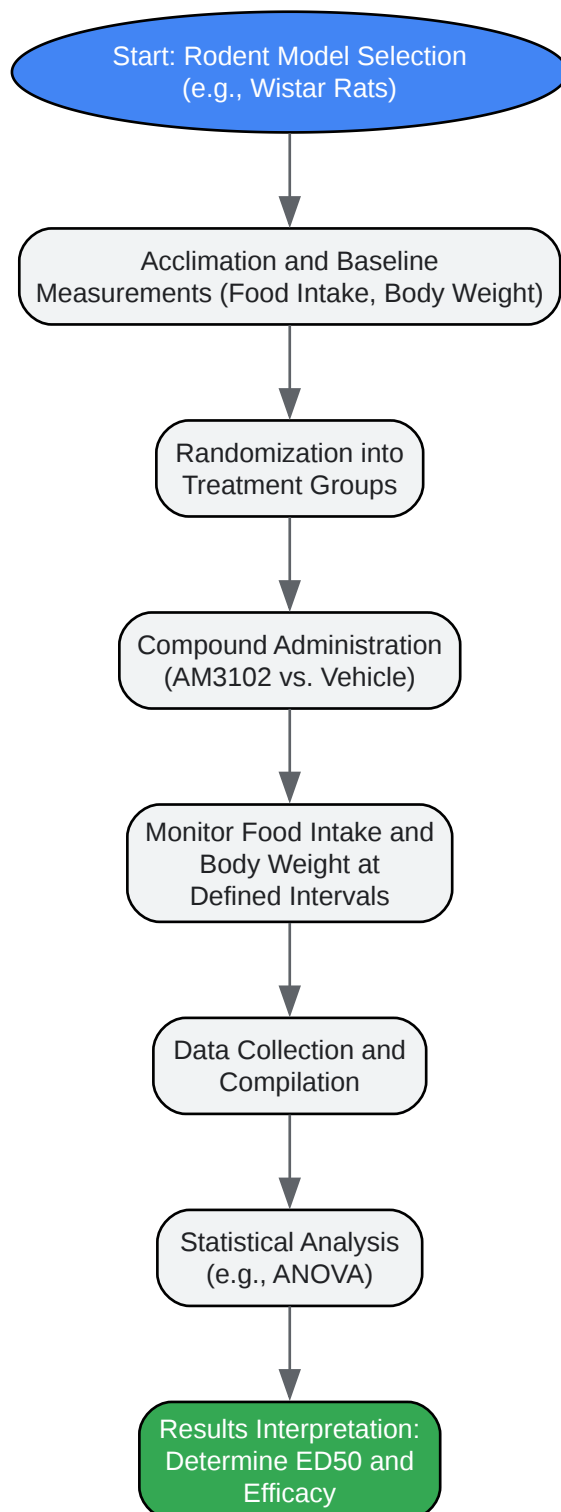 Start: Rodent Model Selection
(e.g., Wistar Rats)
Acclimation and Baseline
Measurements (Food Intake, Body Weight)
Randomization into
Treatment Groups
Compound Administration
(AM3102 vs. Vehicle)
Monitor Food Intake and
Body Weight at
Defined Intervals
Data Collection and
Compilation
Statistical Analysis
(e.g., ANOVA)
Results Interpretation:
Determine ED50 and
Efficacy